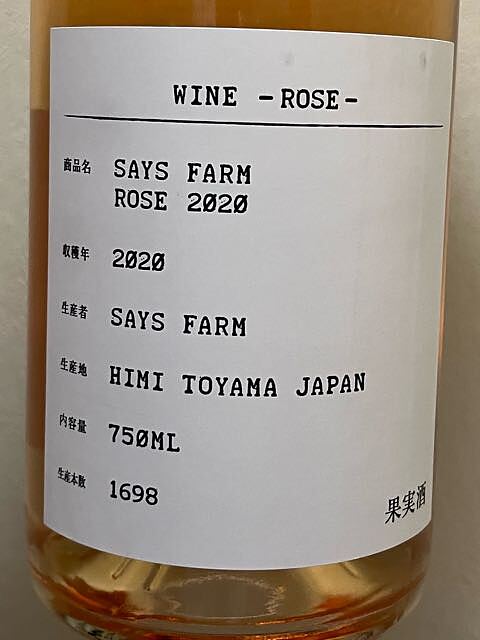 WINE -ROSE-
商品名 SAYS FARM
ROSE 2020
収穫年 2020
生産者 SAYS FARM
生産地 HIMI TOYAMA JAPAN
内容量 750ML
生産本数 1698
果実酒